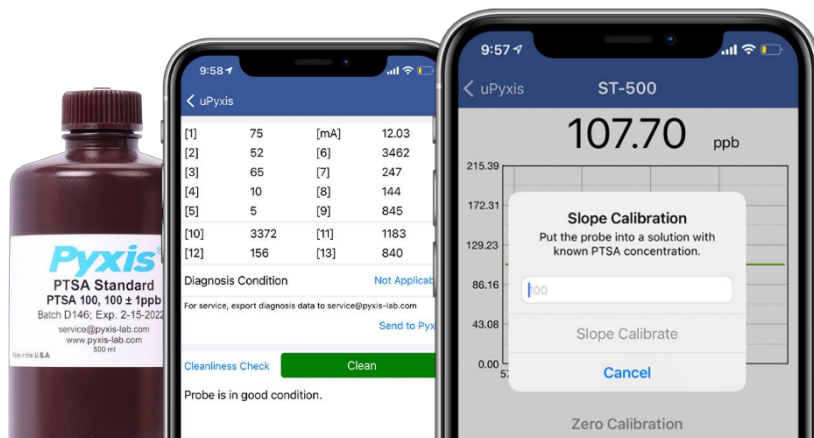 Pyxis®
PTSA Standard
PTSA 100, 100 ± 1ppb
Batch D146; Exp. 2-15-2022
service@pyxis-lab.com
www.pyxis-lab.com
500 ml
Made in the U.S.A.
9:58
uPyxis
[1] 75 [mA] 12.03
[2] 52 [6] 3462
[3] 65 [7] 247
[4] 10 [8] 144
[5] 5 [9] 845
[10] 3372 [11] 1183
[12] 156 [13] 840
Diagnosis Condition Not Applicab
For service, export diagnosis data to service@pyxis-lab.com
Send to Pyx
Cleanliness Check Clean
Probe is in good condition.
9:57
uPyxis ST-500
107.70 ppb
215.39
172.31
129.23
86.16
43.08
0.00
Slope Calibration
Put the probe into a solution with
known PTSA concentration.
100
Slope Calibrate
Cancel
Zero Calibration